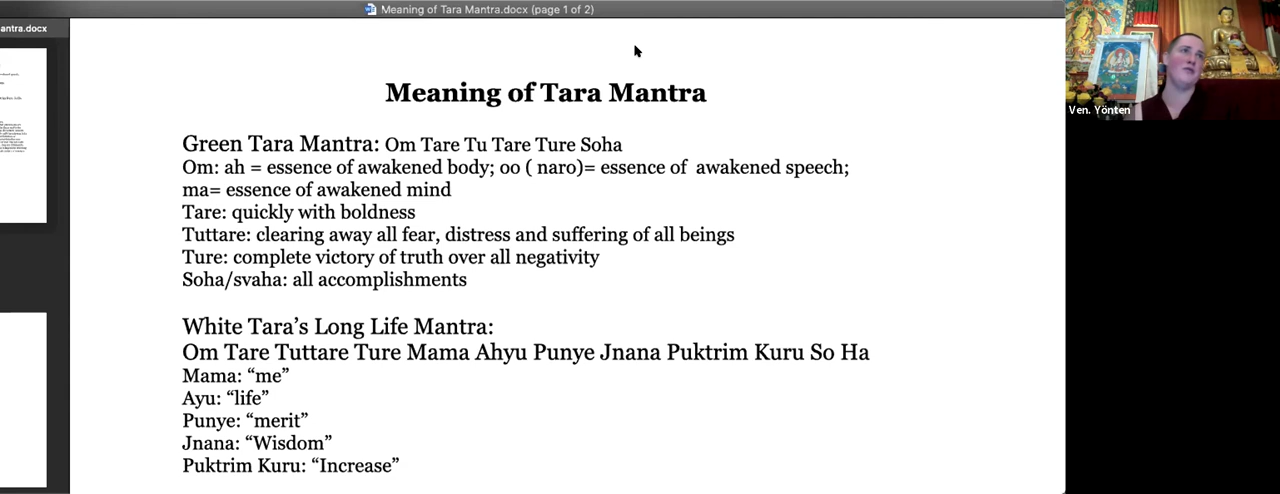 Meaning of Tara Mantra.docx (page 1 of 2)
antra.docx
Meaning of Tara Mantra
Green Tara Mantra: Om Tare Tu Tare Ture Soha
Om: ah = essence of awakened body; oo ( naro)= essence of  awakened speech;
ma= essence of awakened mind
Tare: quickly with boldness
Tuttare: clearing away all fear, distress and suffering of all beings
Ture: complete victory of truth over all negativity
Soha/svaha: all accomplishments
White Tara’s Long Life Mantra:
Om Tare Tuttare Ture Mama Ahyu Punye Jnana Puktrim Kuru So Ha
Mama: “me”
Ayu: “life”
Punye: “merit”
Jnana: “Wisdom”
Puktrim Kuru: “Increase”
Ven. Yönten